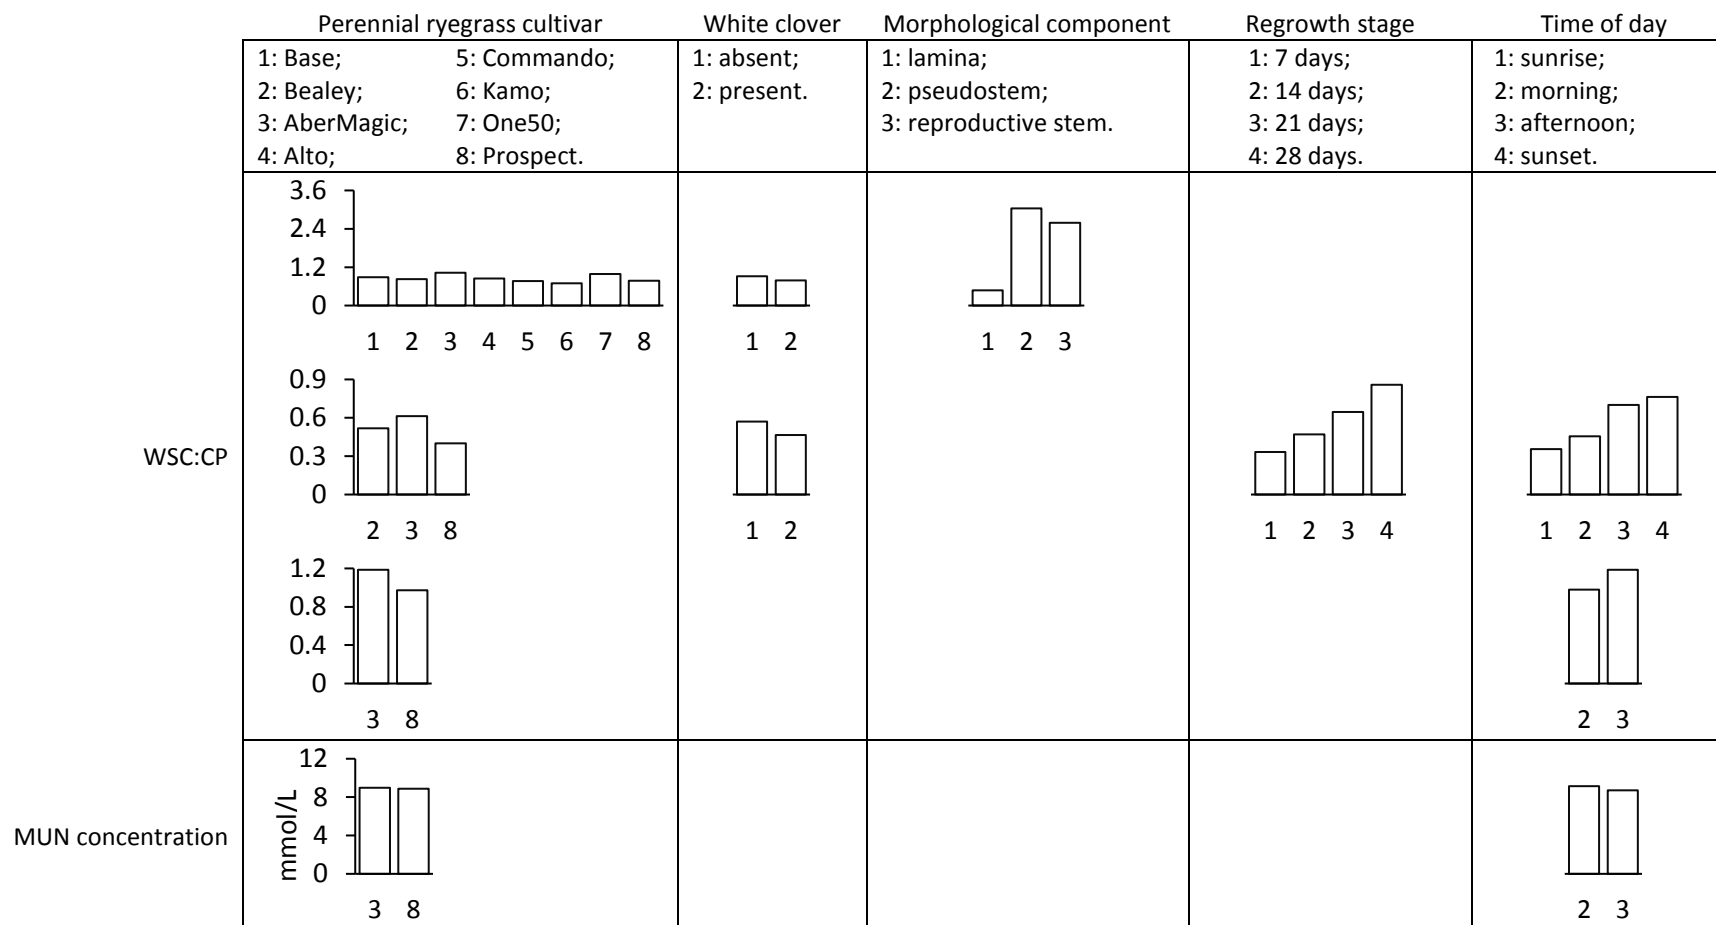 Perennial ryegrass cultivar White clover Morphological component Regrowth stage Time of day
1: Base; 5: Commando; 1: absent; 1: lamina; 1: 7 days; 1: sunrise;
2: Bealey; 6: Kamo; 2: present. 2: pseudostem; 2: 14 days; 2: morning;
3: AberMagic; 7: One50; 3: reproductive stem. 3: 21 days; 3: afternoon;
4: Alto; 8: Prospect. 4: 28 days. 4: sunset.
3.6
2.4
1.2
0
1 2 3 4 5 6 7 8 1 2 1 2 3
0.9
0.6
WSC:CP 0.3
0
2 3 8 1 2 1 2 3 4 1 2 3 4
1.2
0.8
0.4
0
3 8 2 3
12
8
MUN concentration mmol/L 4
0
3 8 2 3